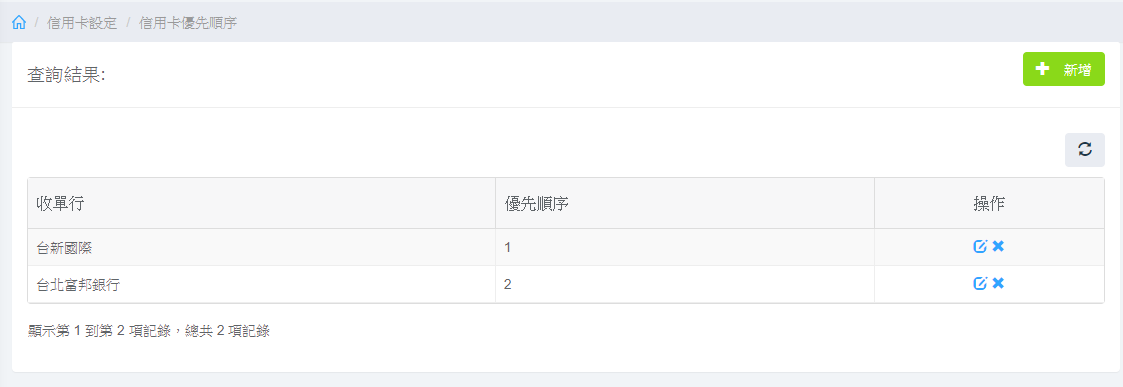 / 信用卡設定 / 信用卡優先順序
查詢結果:
新增
收單行 優先順序 操作
台新國際 1
台北富邦銀行 2
顯示第 1 到第 2 項記錄，總共 2 項記錄